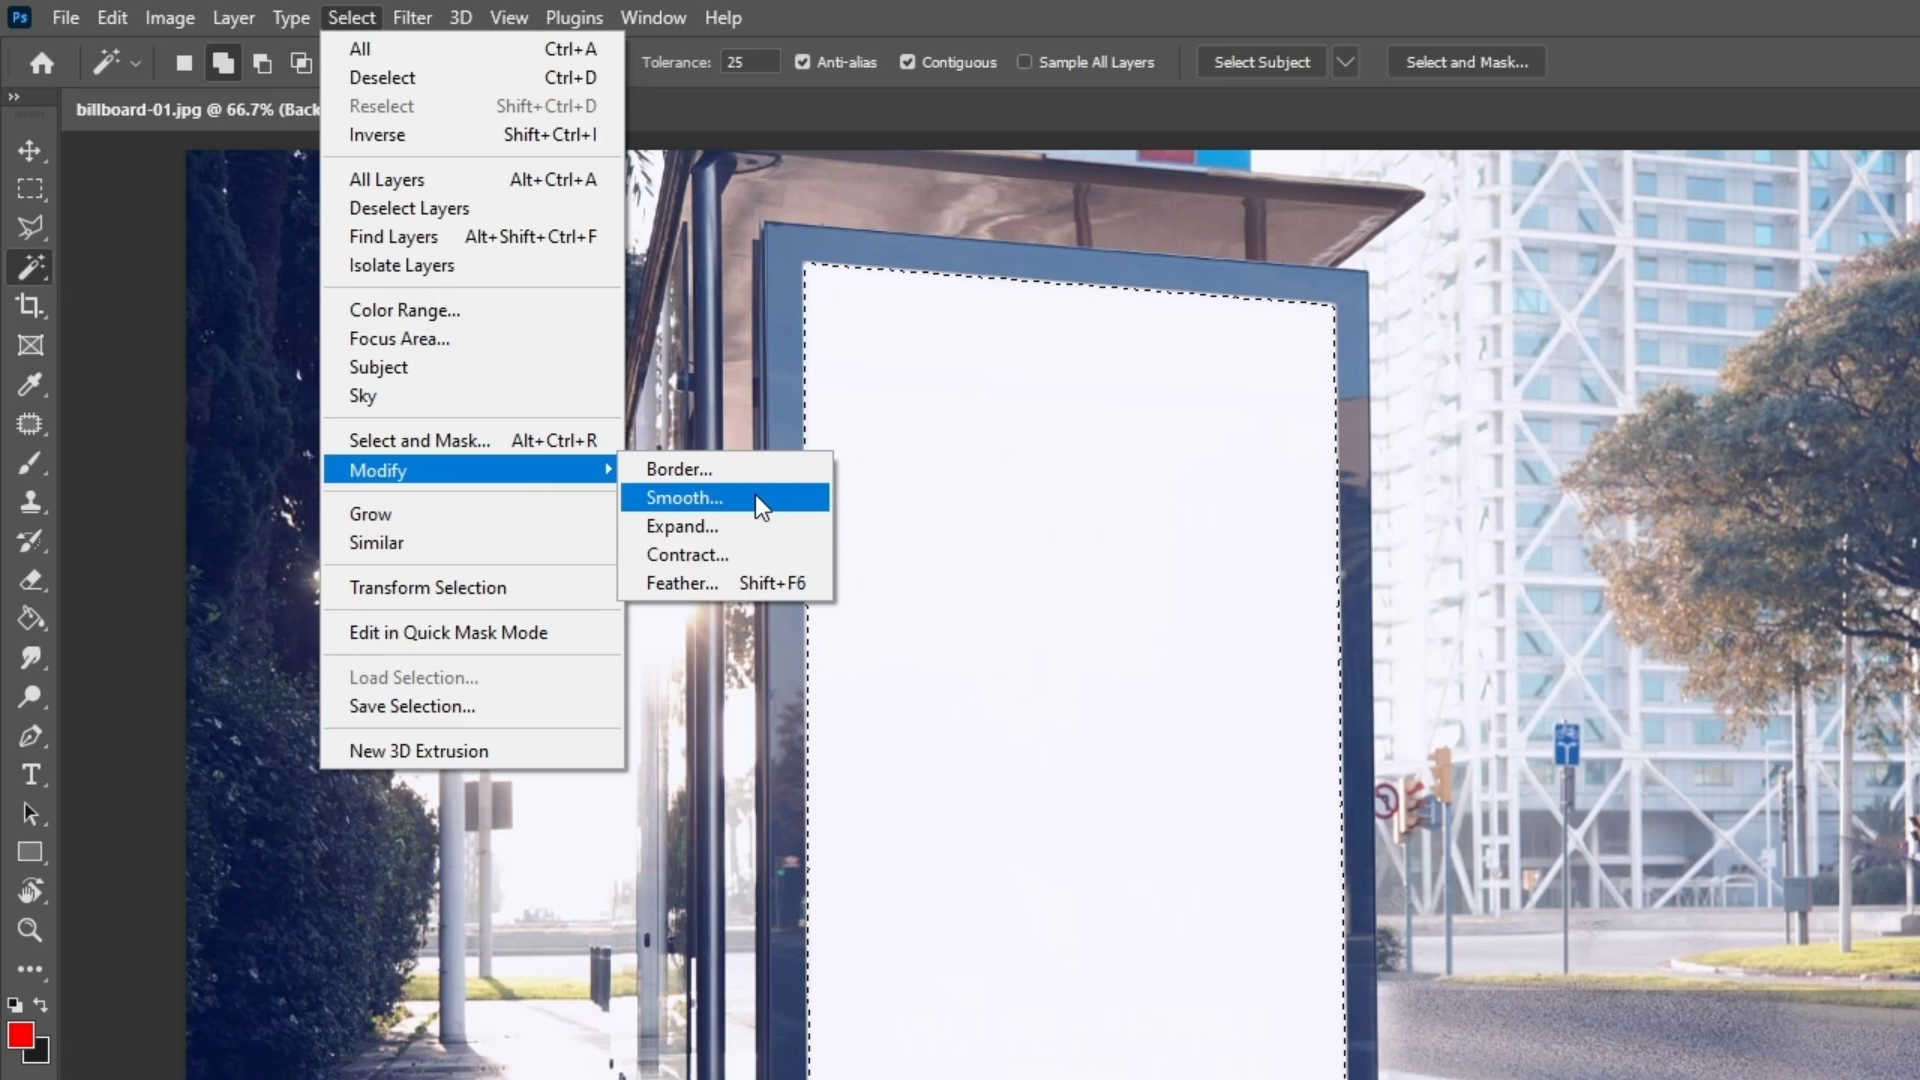 Ps File Edit Image Layer Type Select Filter 3D View Plugins Window Help
Tolerance: 25 Anti-alias Contiguous Sample All Layers Select Subject Select and Mask...
billboard-01.jpg @ 66.7% (Back
All Ctrl+A
Deselect Ctrl+D
Reselect Shift+Ctrl+D
Inverse Shift+Ctrl+I
All Layers Alt+Ctrl+A
Deselect Layers
Find Layers Alt+Shift+Ctrl+F
Isolate Layers
Color Range...
Focus Area...
Subject
Sky
Select and Mask... Alt+Ctrl+R
Modify
Border...
Smooth...
Expand...
Contract...
Feather... Shift+F6
Grow
Similar
Transform Selection
Edit in Quick Mask Mode
Load Selection...
Save Selection...
New 3D Extrusion